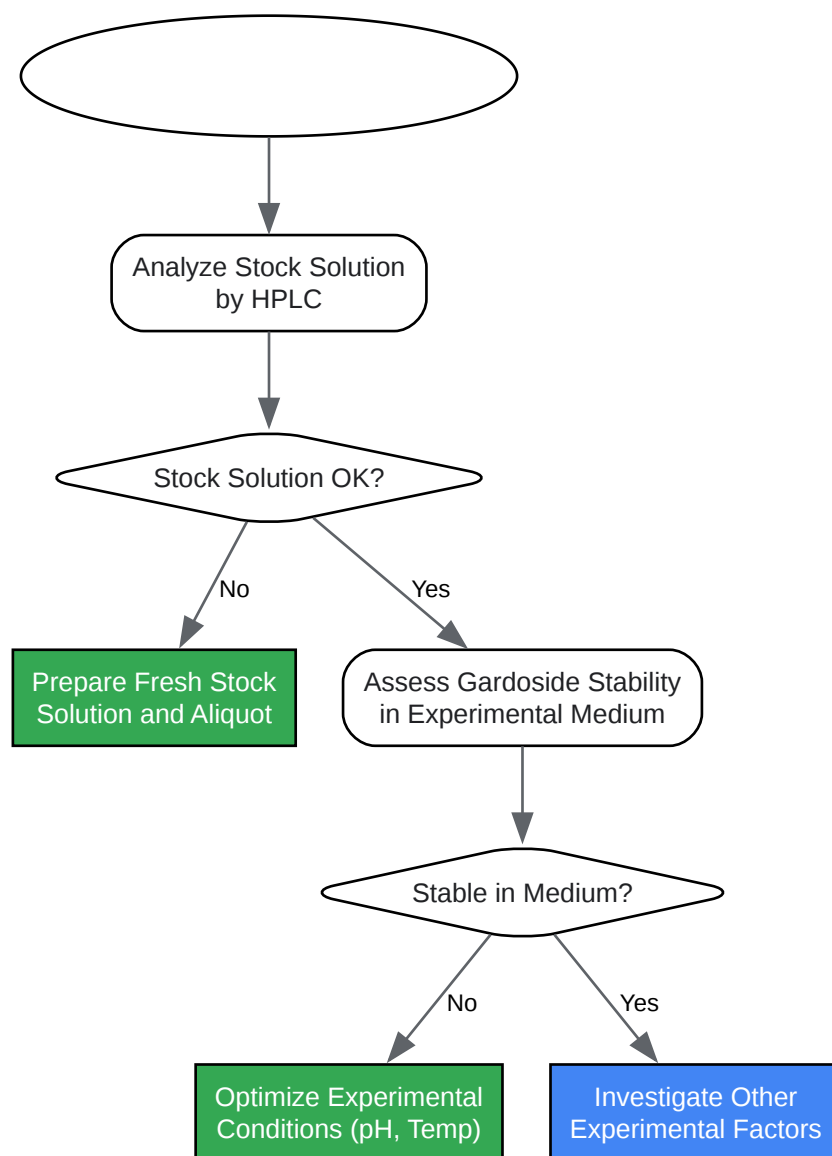 Analyze Stock Solution
by HPLC
Stock Solution OK?
No
Yes
Prepare Fresh Stock
Solution and Aliquot
Assess Gardoside Stability
in Experimental Medium
Stable in Medium?
No
Yes
Optimize Experimental
Conditions (pH, Temp)
Investigate Other
Experimental Factors